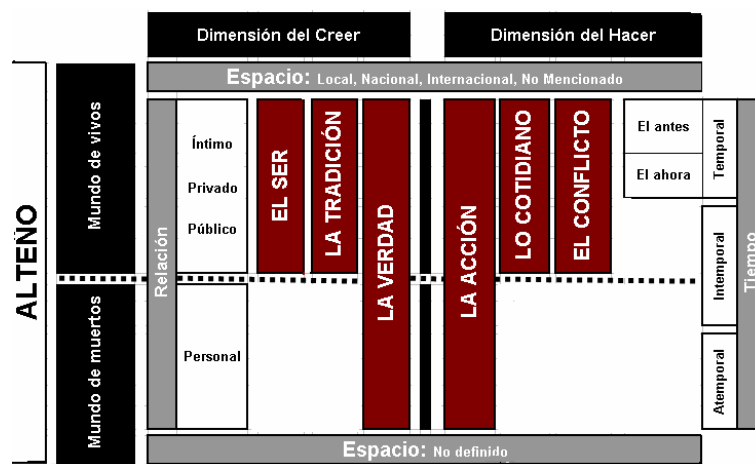 Dimensión del Creer
Dimensión del Hacer
Espacio: Local, Nacional, Internacional, No Mencionado
ALTEÑO
Mundo de vivos
Relación
Íntimo
Privado
Público
EL SER
LA TRADICIÓN
LA VERDAD
LA ACCIÓN
LO COTIDIANO
EL CONFLICTO
El antes
El ahora
Temporal
Intemporal
Tiempo
Mundo de muertos
Personal
Atemporal
Espacio: No definido